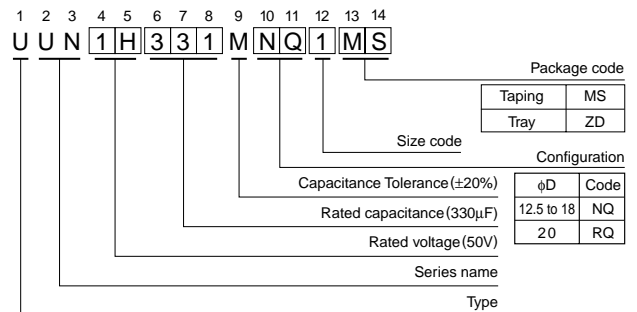 1 2 3 4 5 6 7 8 9 10 11 12 13 14
U U N 1 H 3 3 1 M N Q 1 M S
Package code
Taping MS
Tray ZD
Size code
Configuration
ϕD Code
12.5 to 18 NQ
20 RQ
Capacitance Tolerance (±20%)
Rated capacitance (330μF)
Rated voltage (50V)
Series name
Type